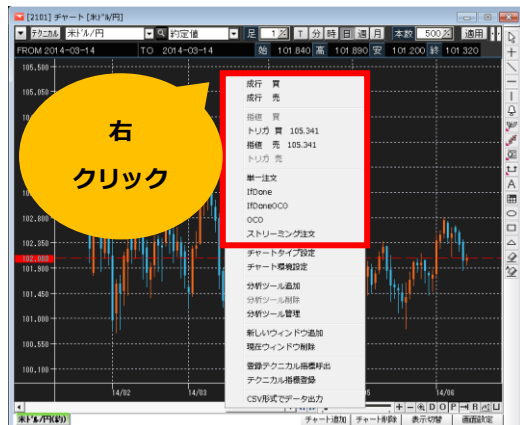 [2101] チャート [米ドル/円]
テクニカル 米ドル/円 約定値 足 1 分 T 分 時 日 週 月 本数 500 適用
FROM 2014-03-14 TO 2014-03-14 始 101.840 高 101.890 安 101.200 終 101.320
105.500
105.050
右
クリック
成行 買
成行 売
指値 買
トリガ 買 105.341
指値 売 105.341
トリガ 売
単一注文
IfDone
IfDoneOCO
OCO
ストリーミング注文
チャートタイプ設定
チャート環境設定
分析ツール追加
分析ツール削除
分析ツール管理
新しいウィンドウ追加
現在ウィンドウ削除
登録テクニカル指標呼出
テクニカル指標登録
CSV形式でデータ出力
102.800
102.350
101.900
101.450
101.000
100.550
100.100
14/02 14/03 14/06
D O P R U
米ドル/円(約)
チャート追加 チャート削除 表示切替 画面設定